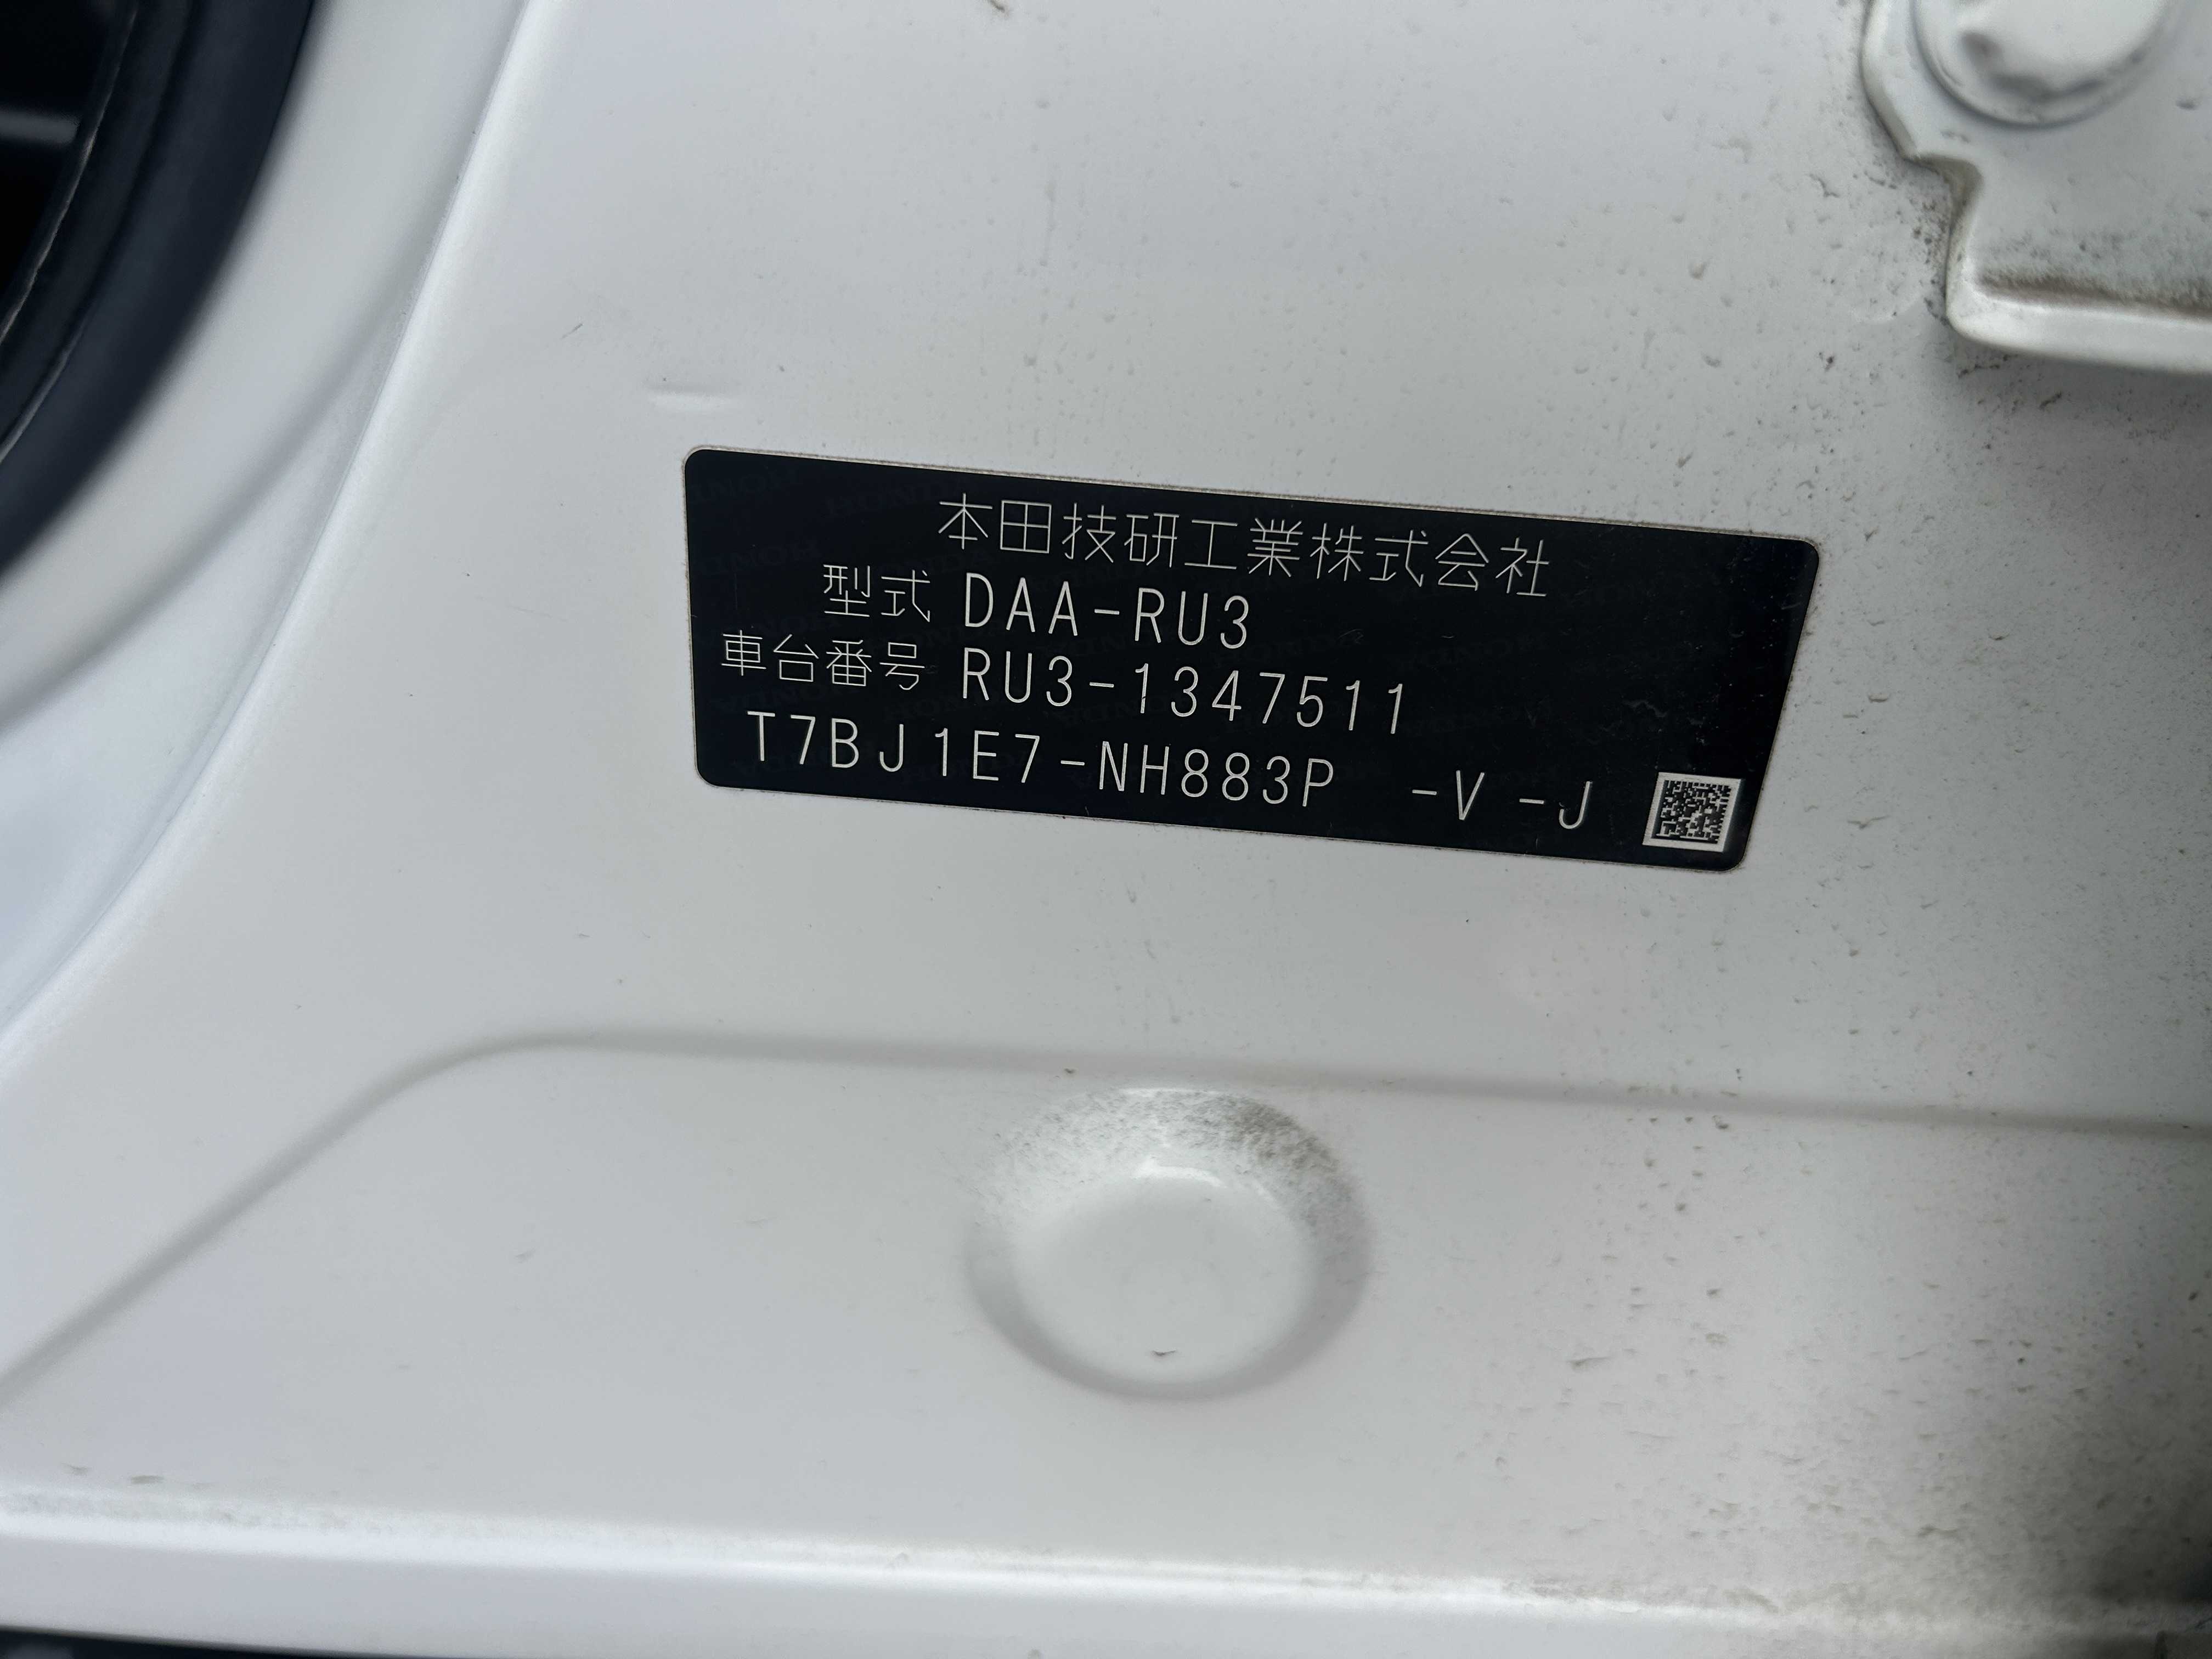 本田技研工業株式会社
型式 DAA-RU3
車台番号 RU3-1347511
T7BJ1E7-NH883P -V -J